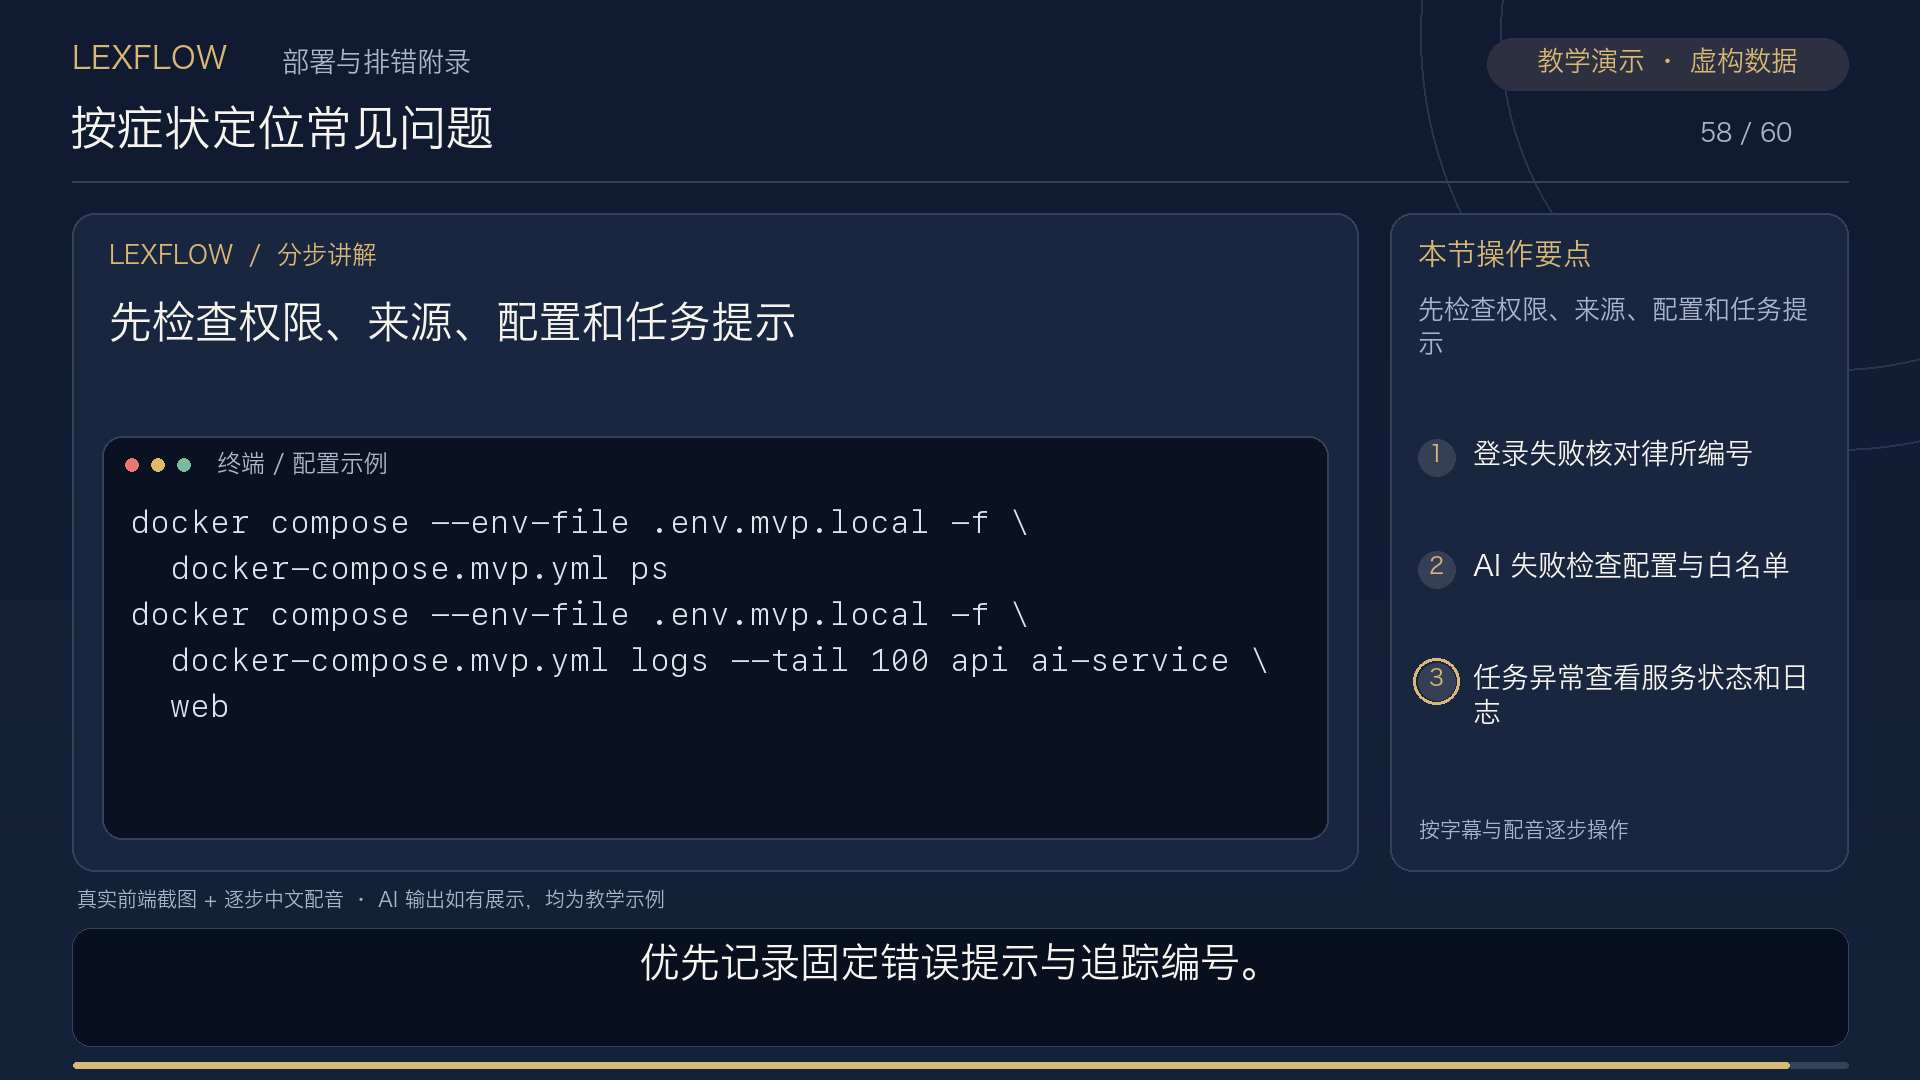 LEXFLOW 部署与排错附录
教学演示 · 虚构数据
按症状定位常见问题
58 / 60
LEXFLOW / 分步讲解
先检查权限、来源、配置和任务提示
终端 / 配置示例
docker compose --env-file .env.mvp.local -f \
docker-compose.mvp.yml ps
docker compose --env-file .env.mvp.local -f \
docker-compose.mvp.yml logs --tail 100 api ai-service \
web
本节操作要点
先检查权限、来源、配置和任务提
示
1 登录失败核对律所编号
2 AI 失败检查配置与白名单
3 任务异常查看服务状态和日
志
按字幕与配音逐步操作
真实前端截图 + 逐步中文配音 · AI 输出如有展示，均为教学示例
优先记录固定错误提示与追踪编号。